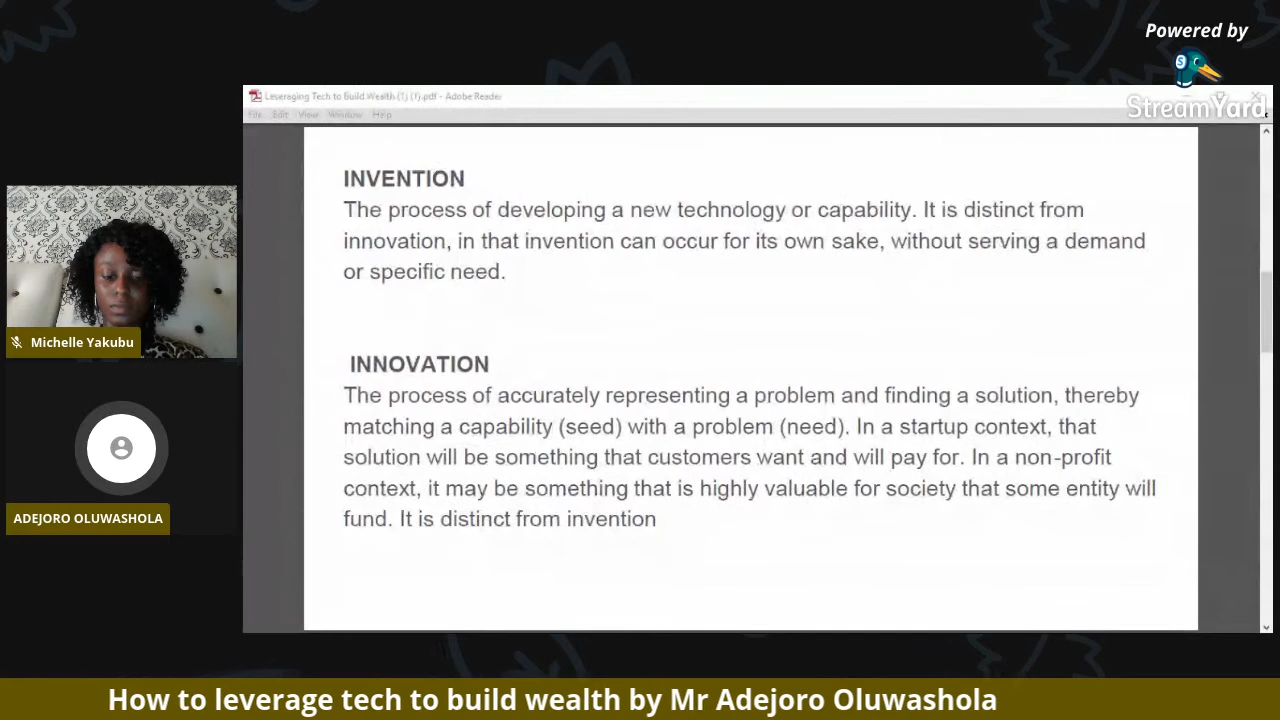 Powered by
StreamYard
Leveraging Tech to Build Wealth (1) (1).pdf - Adobe Reader
File Edit View Window Help
INVENTION
The process of developing a new technology or capability. It is distinct from
innovation, in that invention can occur for its own sake, without serving a demand
or specific need.
INNOVATION
The process of accurately representing a problem and finding a solution, thereby
matching a capability (seed) with a problem (need). In a startup context, that
solution will be something that customers want and will pay for. In a non-profit
context, it may be something that is highly valuable for society that some entity will
fund. It is distinct from invention
Michelle Yakubu
ADEJORO OLUWASHOLA
How to leverage tech to build wealth by Mr Adejoro Oluwashola